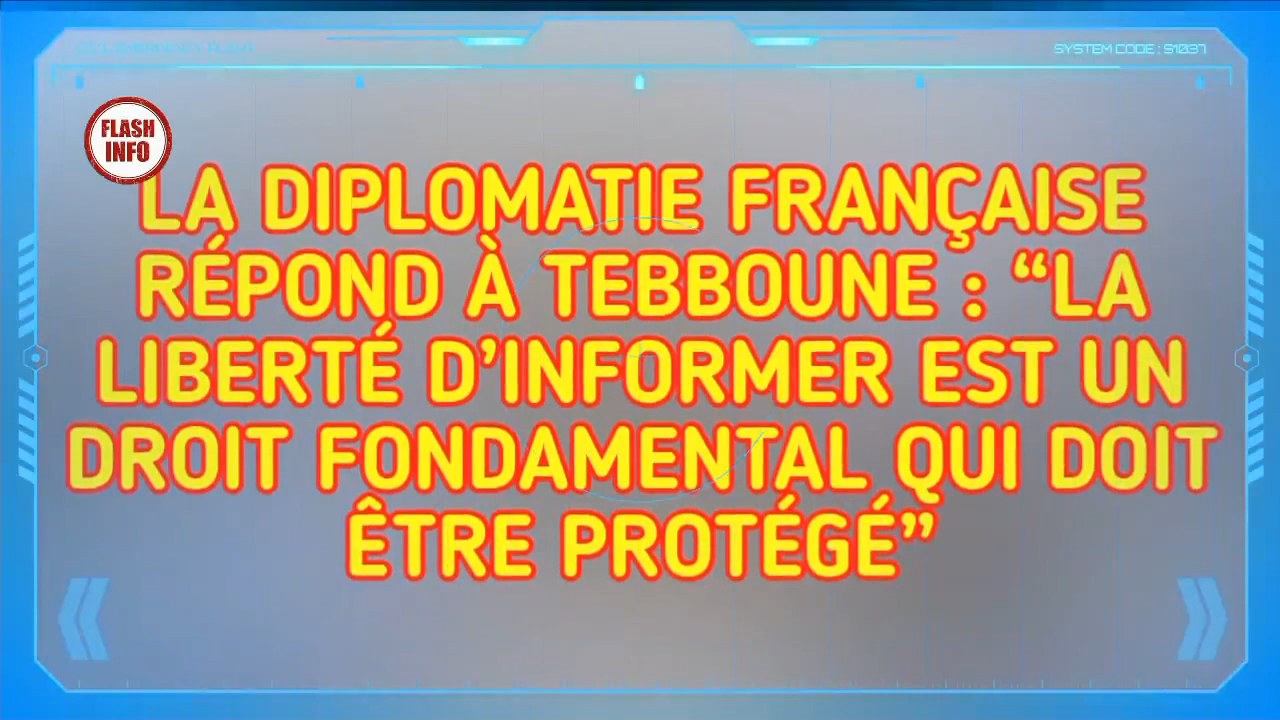 SYSTEM CODE : S1037
FLASH
INFO
LA DIPLOMATIE FRANÇAISE
RÉPOND À TEBBOUNE : “LA
LIBERTÉ D’INFORMER EST UN
DROIT FONDAMENTAL QUI DOIT
ÊTRE PROTÉGÉ”